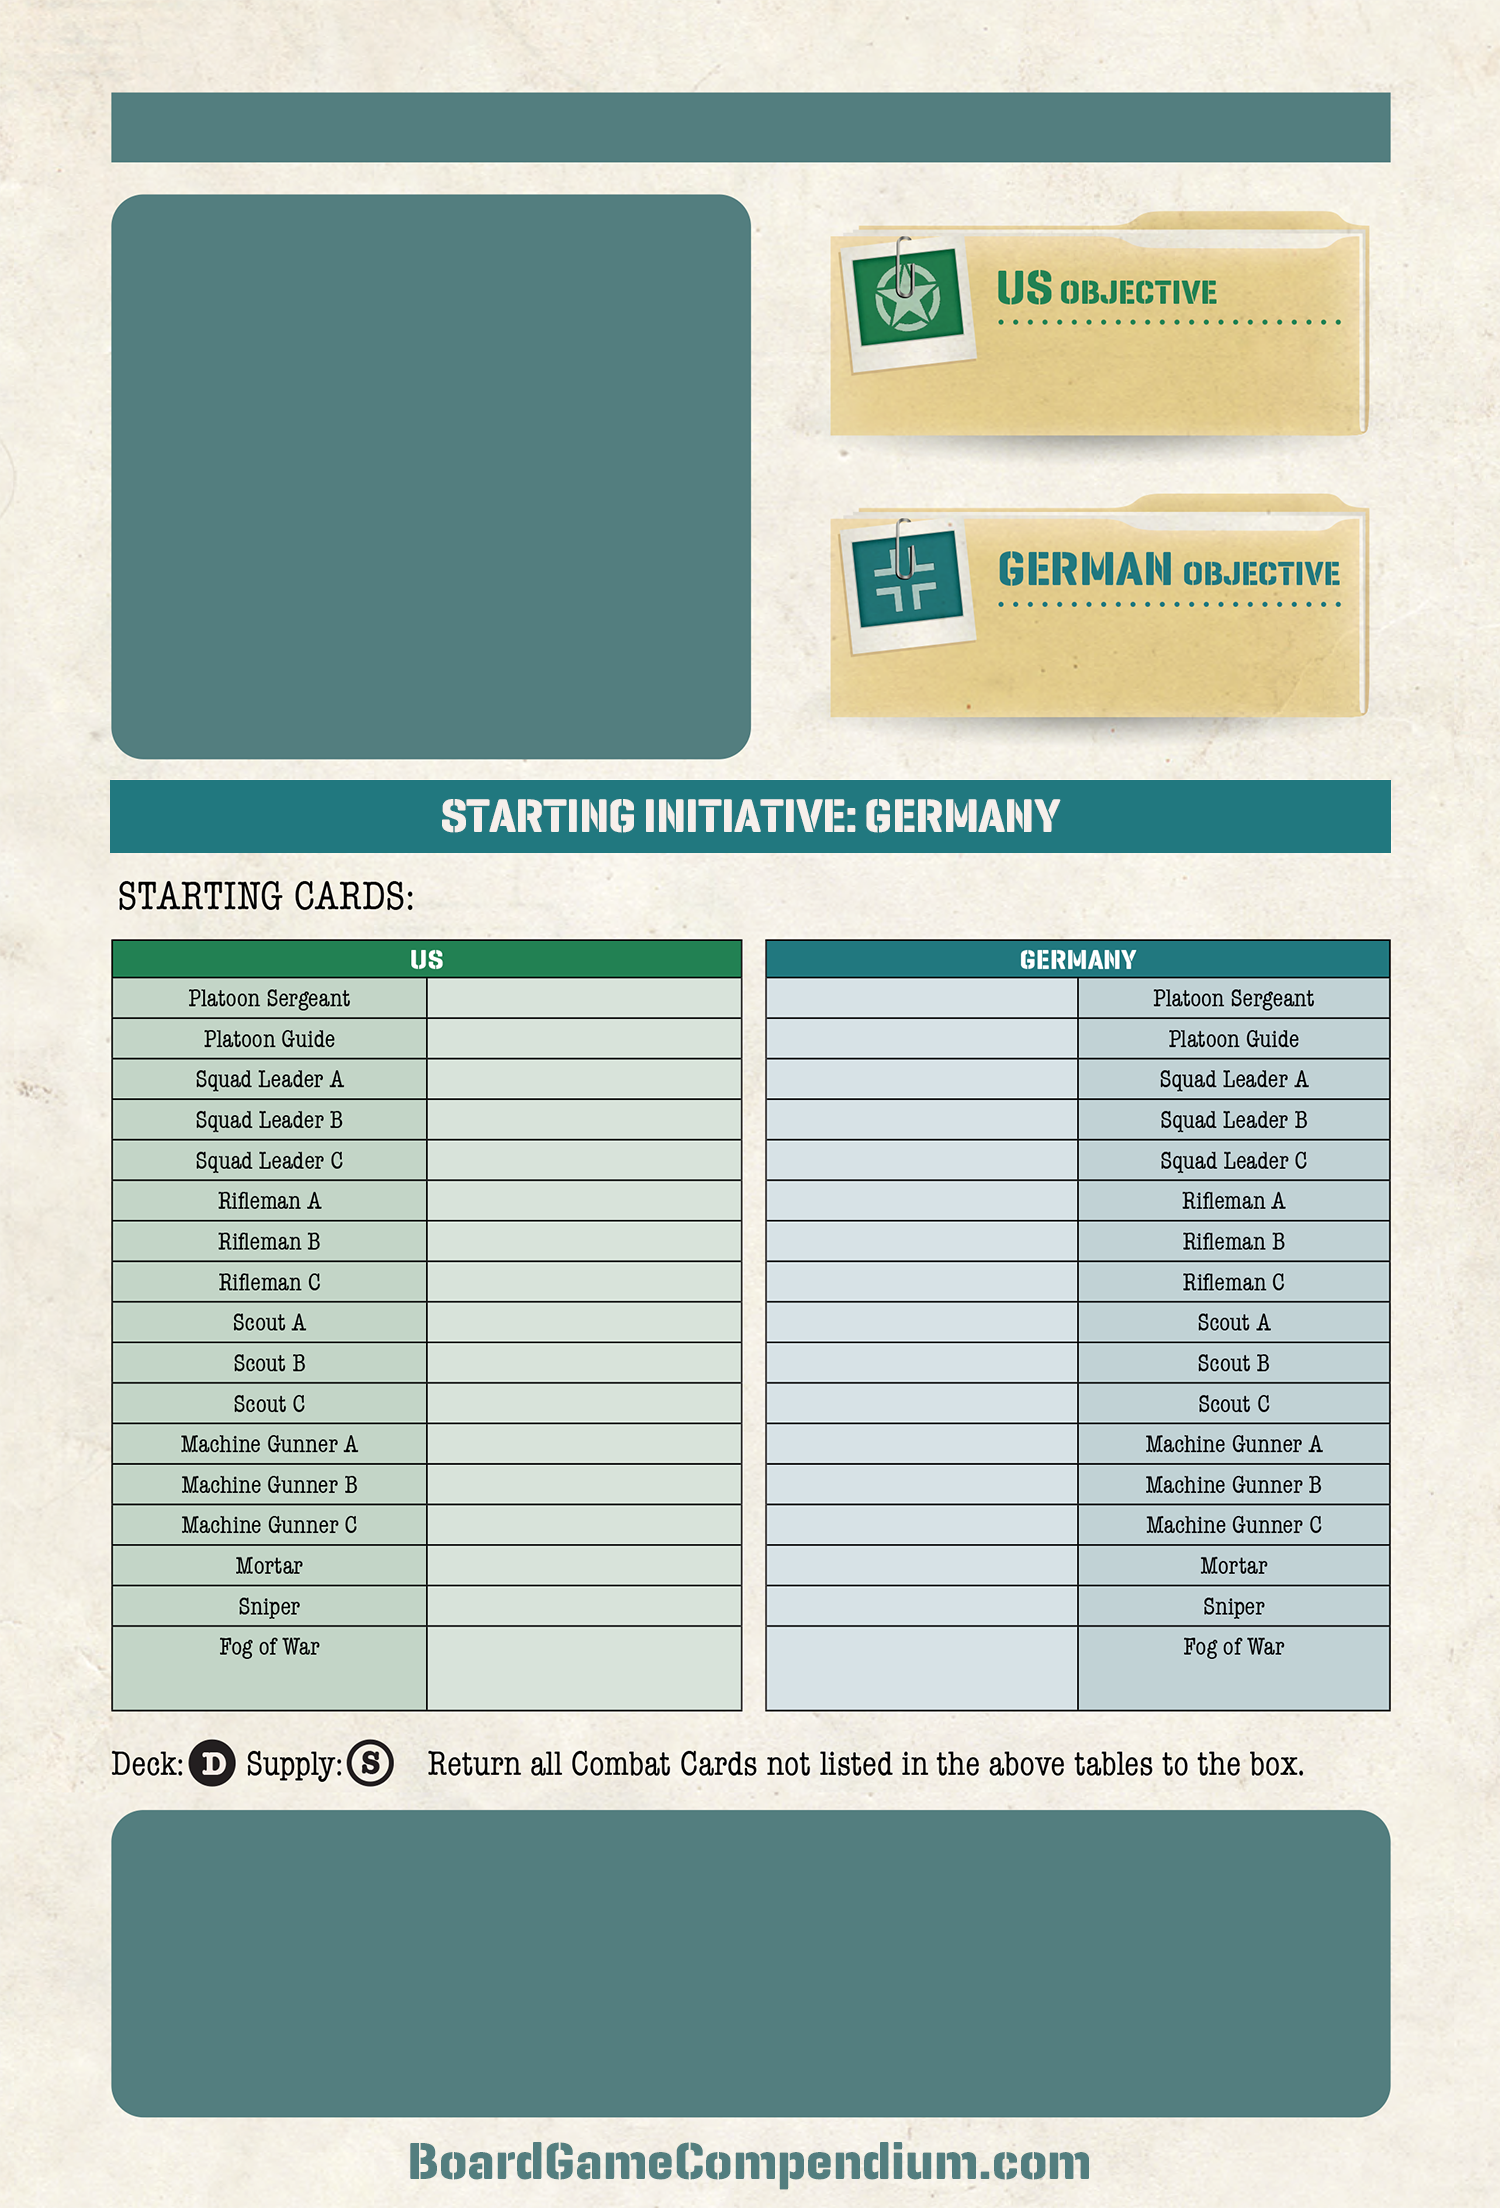 US OBJECTIVE
GERMAN OBJECTIVE
STARTING INITIATIVE: GERMANY
STARTING CARDS:
US
Platoon Sergeant
Platoon Guide
Squad Leader A
Squad Leader B
Squad Leader C
Rifleman A
Rifleman B
Rifleman C
Scout A
Scout B
Scout C
Machine Gunner A
Machine Gunner B
Machine Gunner C
Mortar
Sniper
Fog of War
GERMANY
Platoon Sergeant
Platoon Guide
Squad Leader A
Squad Leader B
Squad Leader C
Rifleman A
Rifleman B
Rifleman C
Scout A
Scout B
Scout C
Machine Gunner A
Machine Gunner B
Machine Gunner C
Mortar
Sniper
Fog of War
Deck: D Supply: S Return all Combat Cards not listed in the above tables to the box.
BoardGameCompendium.com